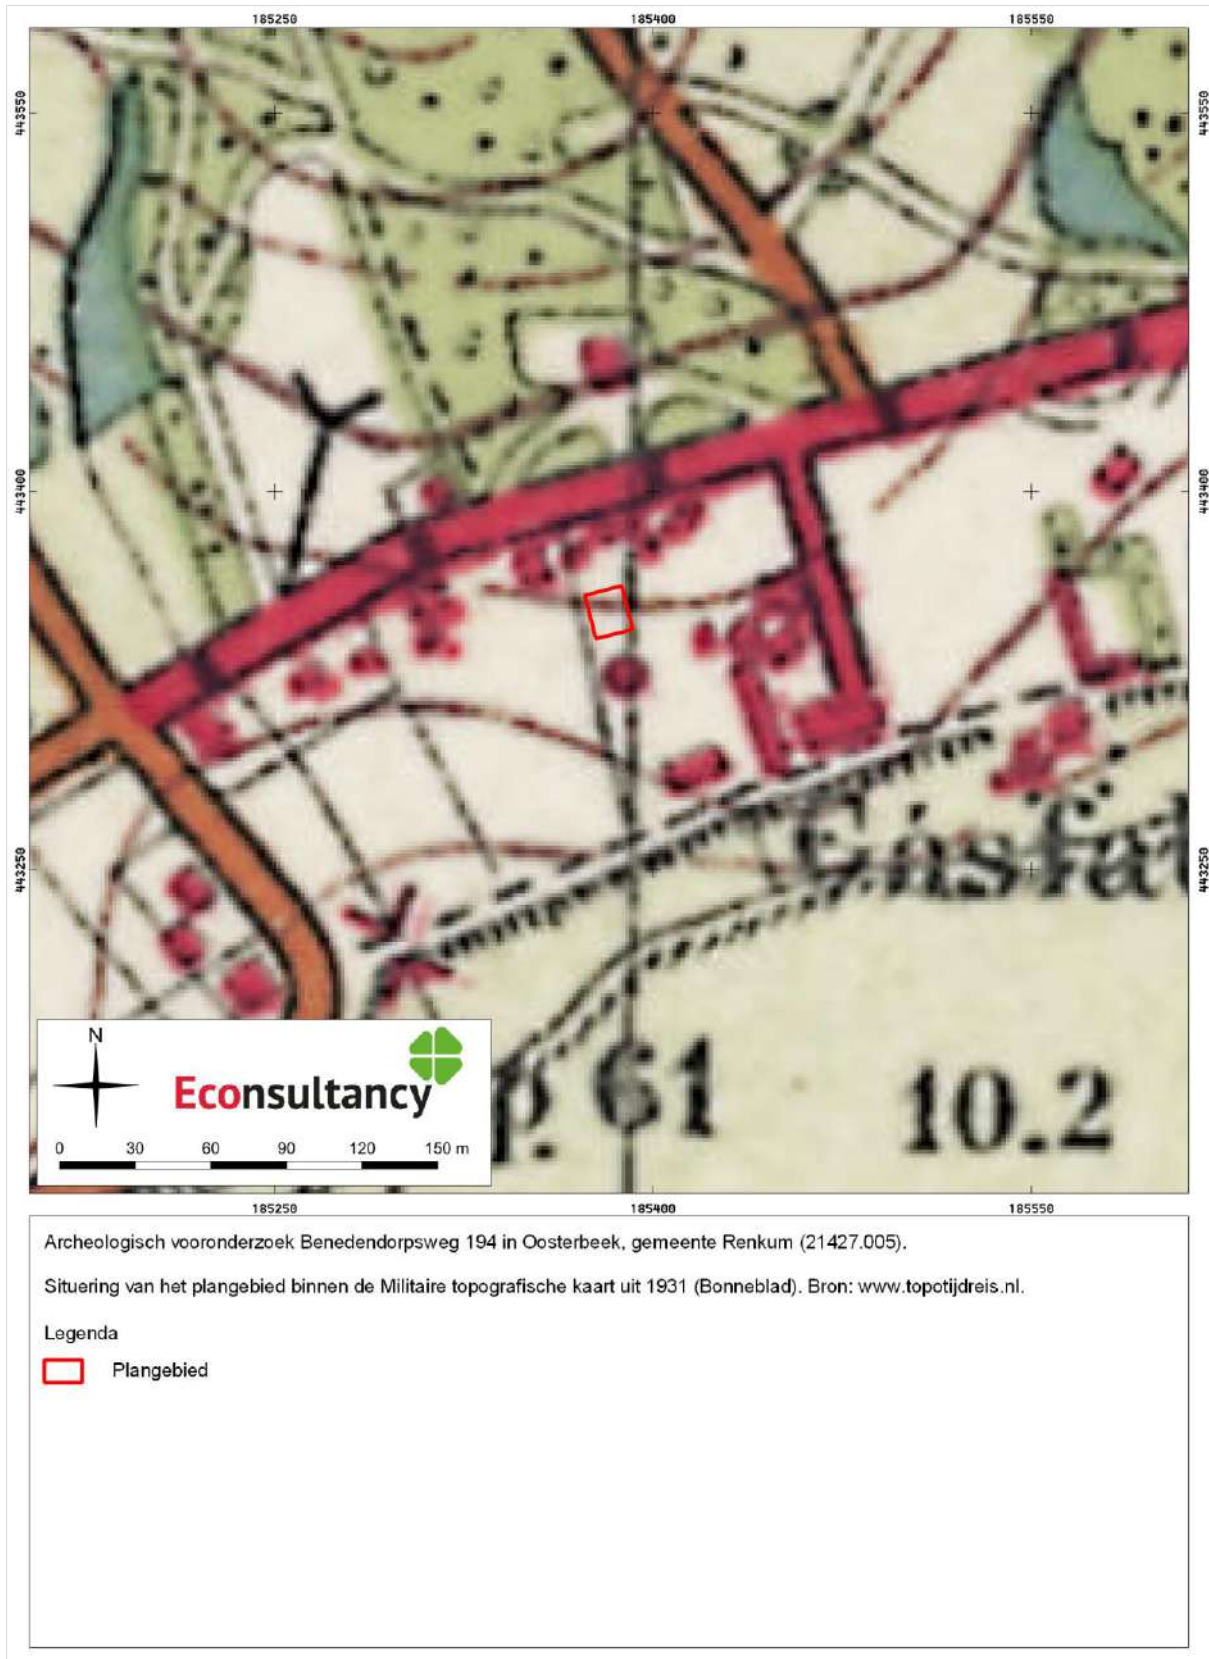 185250 185400 185550
443550 443550
443400 443400
443250 443250
Ensfat
p. 61
10.2
N
Econsultancy
0 30 60 90 120 150 m
185250 185400 185550
Archeologisch vooronderzoek Benedendorpsweg 194 in Oosterbeek, gemeente Renkum (21427.005).
Situering van het plangebied binnen de Militaire topografische kaart uit 1931 (Bonneblad). Bron: www.topotijdreis.nl.
Legenda
Plangebied